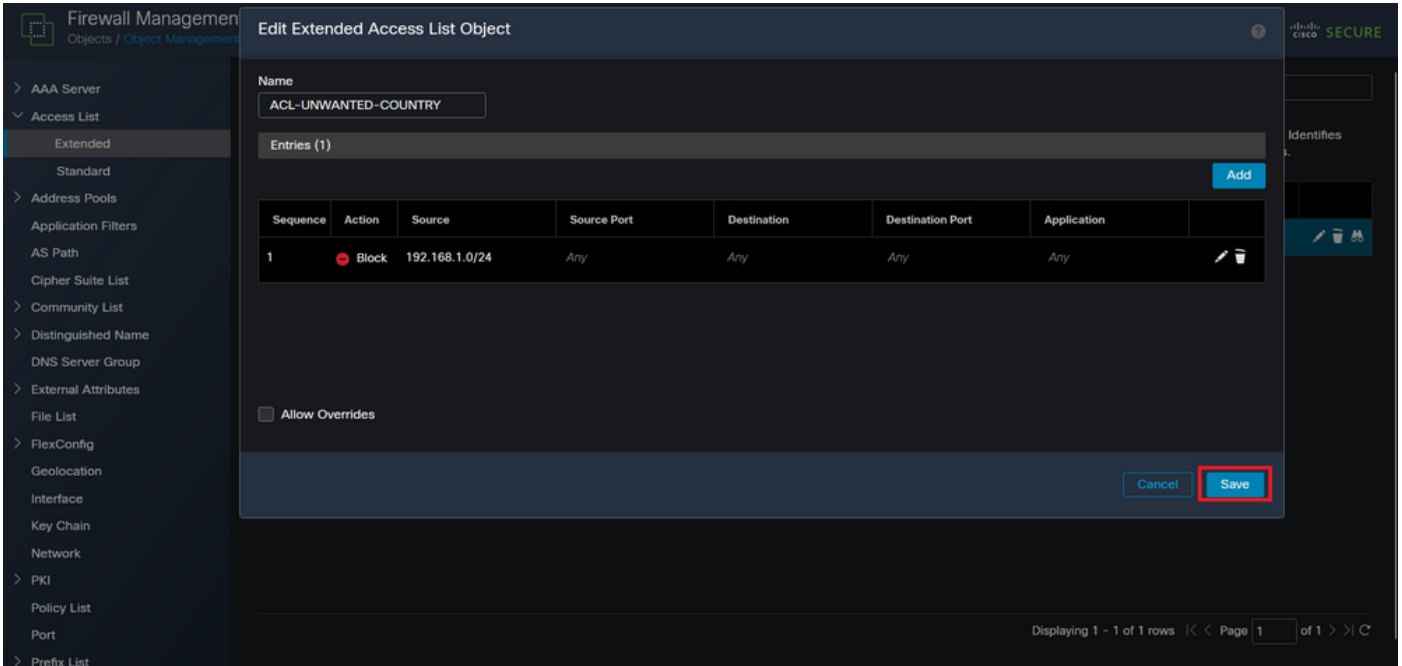 Firewall Managemen
Objects / Object Management
Edit Extended Access List Object
cisco SECURE
AAA Server
Access List
Extended
Standard
Address Pools
Application Filters
AS Path
Cipher Suite List
Community List
Distinguished Name
DNS Server Group
External Attributes
File List
FlexConfig
Geolocation
Interface
Key Chain
Network
PKI
Policy List
Port
Prefix List
Name
ACL-UNWANTED-COUNTRY
Entries (1)
Add
Sequence Action Source Source Port Destination Destination Port Application
1 Block 192.168.1.0/24 Any Any Any Any
Allow Overrides
Cancel Save
Identifies
s.
Displaying 1 - 1 of 1 rows |< < Page 1 of 1 > >| C